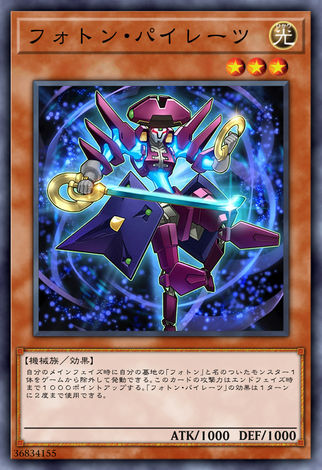 フォトン・パイレーツ
光
【機械族／効果】
自分のメインフェイズ時に自分の墓地の「フォトン」と名のついたモンスター1
体をゲームから除外して発動できる。このカードの攻撃力はエンドフェイズ時
まで1000ポイントアップする。「フォトン・パイレーツ」の効果は1ターン
に2度まで使用できる。
ATK/1000 DEF/1000
36834155